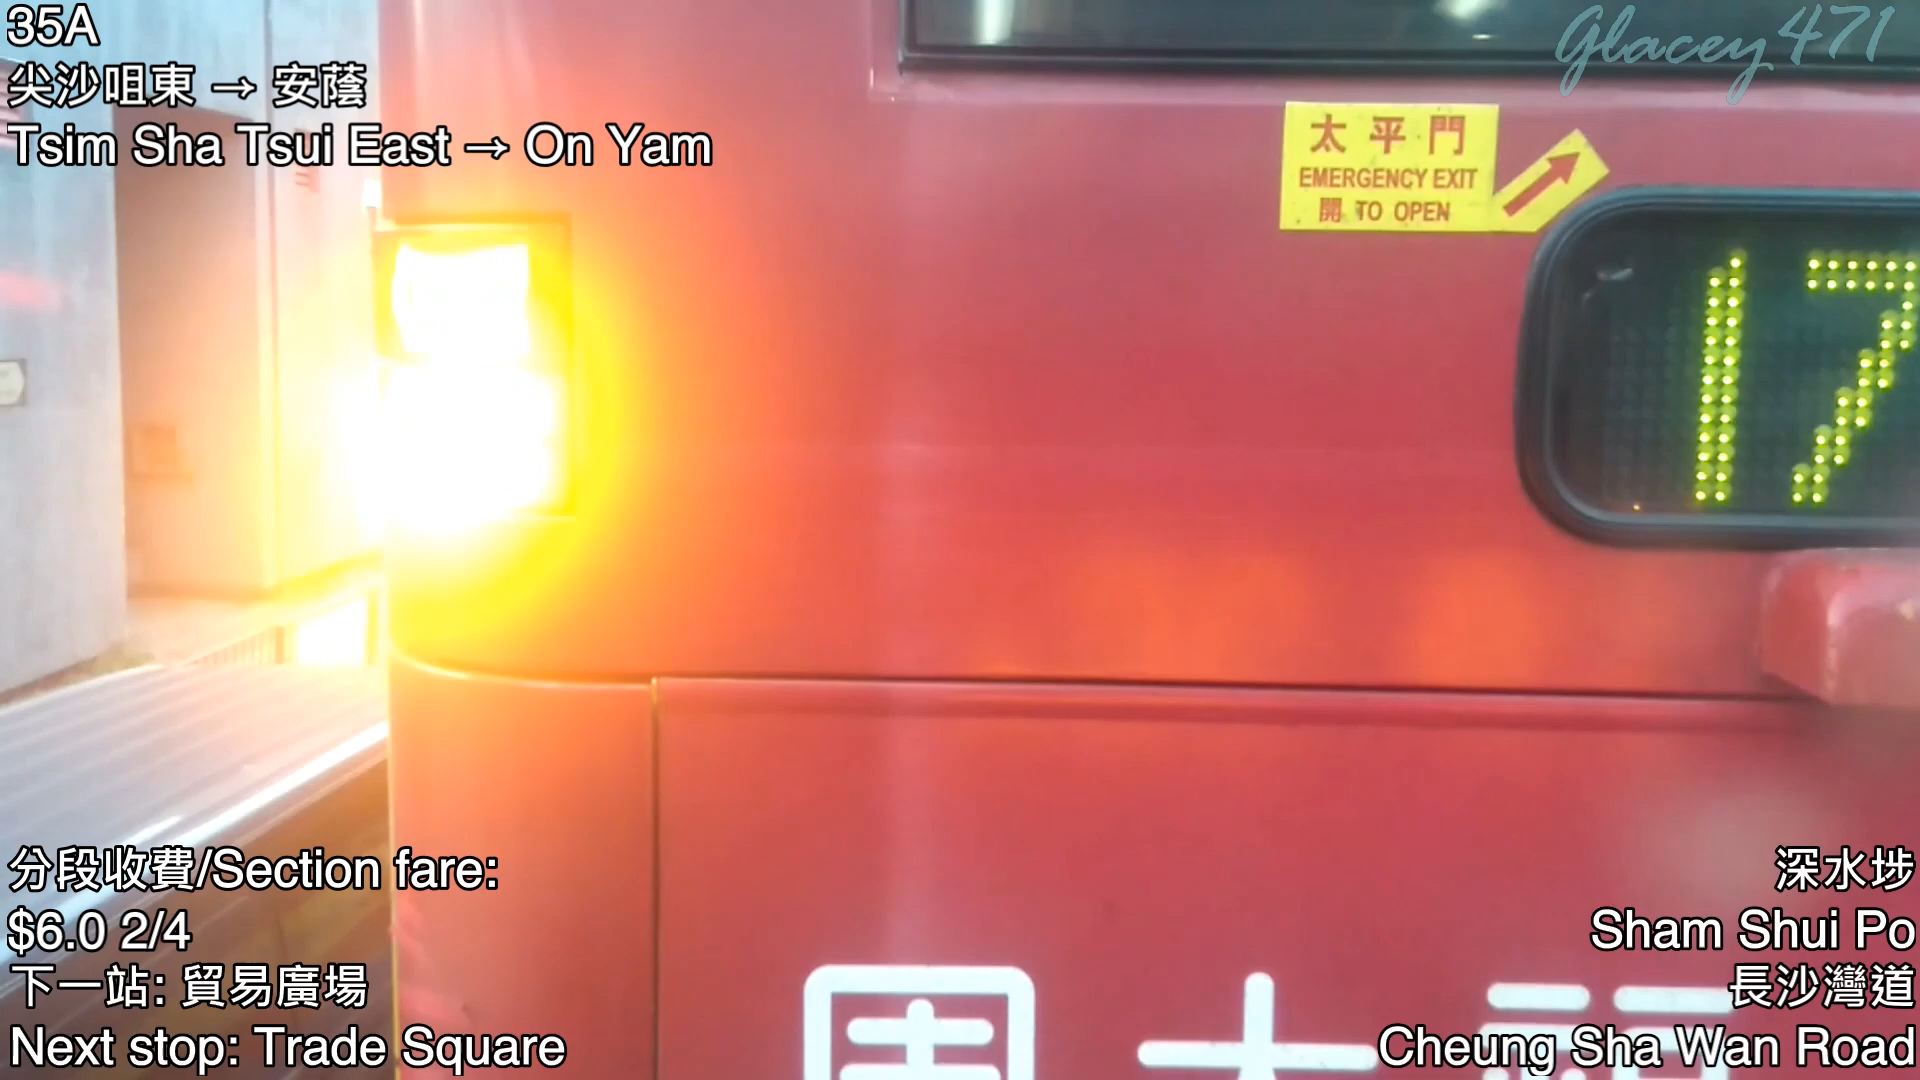 35A
尖沙咀東 → 安蔭
Tsim Sha Tsui East → On Yam
Glacey471
太平門
EMERGENCY EXIT
開 TO OPEN
17
分段收費/Section fare:
$6.0 2/4
下一站: 貿易廣場
Next stop: Trade Square
深水埗
Sham Shui Po
長沙灣道
Cheung Sha Wan Road
周大福